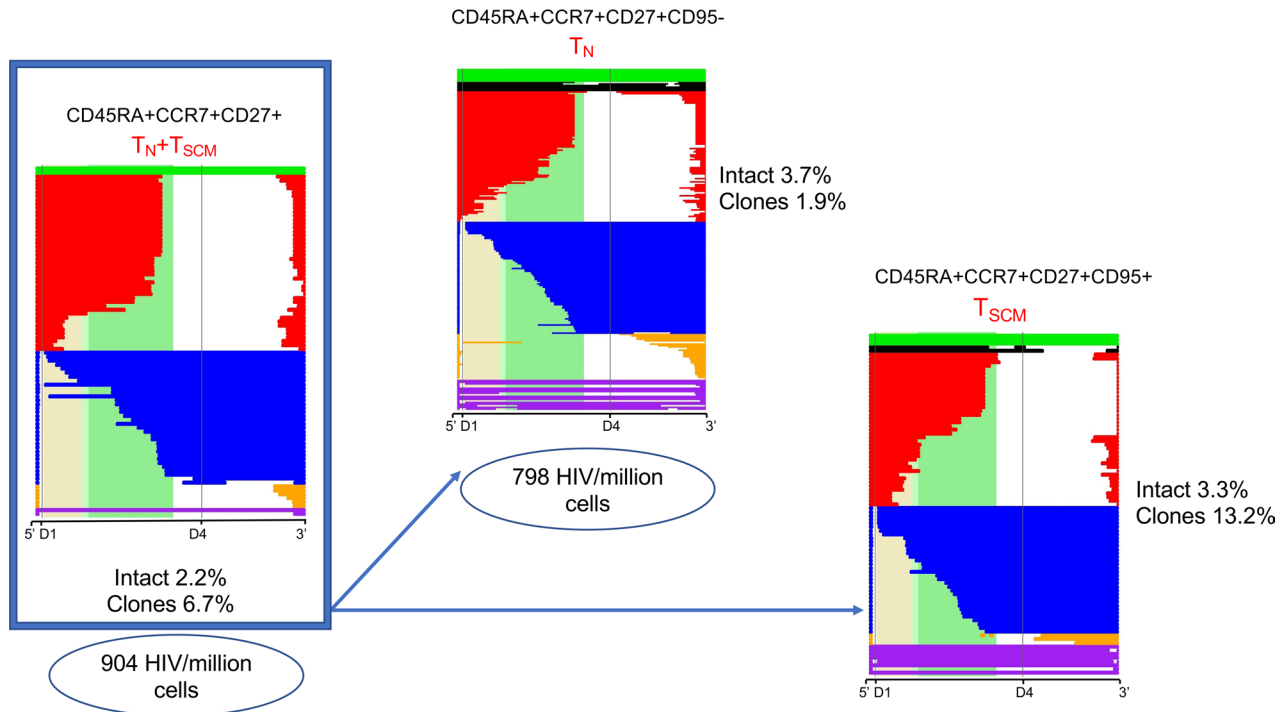 CD45RA+CCR7+CD27+
TN+TSCM
5' D1 D4 3'
Intact 2.2%
Clones 6.7%
904 HIV/million
cells
CD45RA+CCR7+CD27+CD95-
TN
Intact 3.7%
Clones 1.9%
5' D1 D4 3'
798 HIV/million
cells
CD45RA+CCR7+CD27+CD95+
TSCM
Intact 3.3%
Clones 13.2%
5' D1 D4 3'